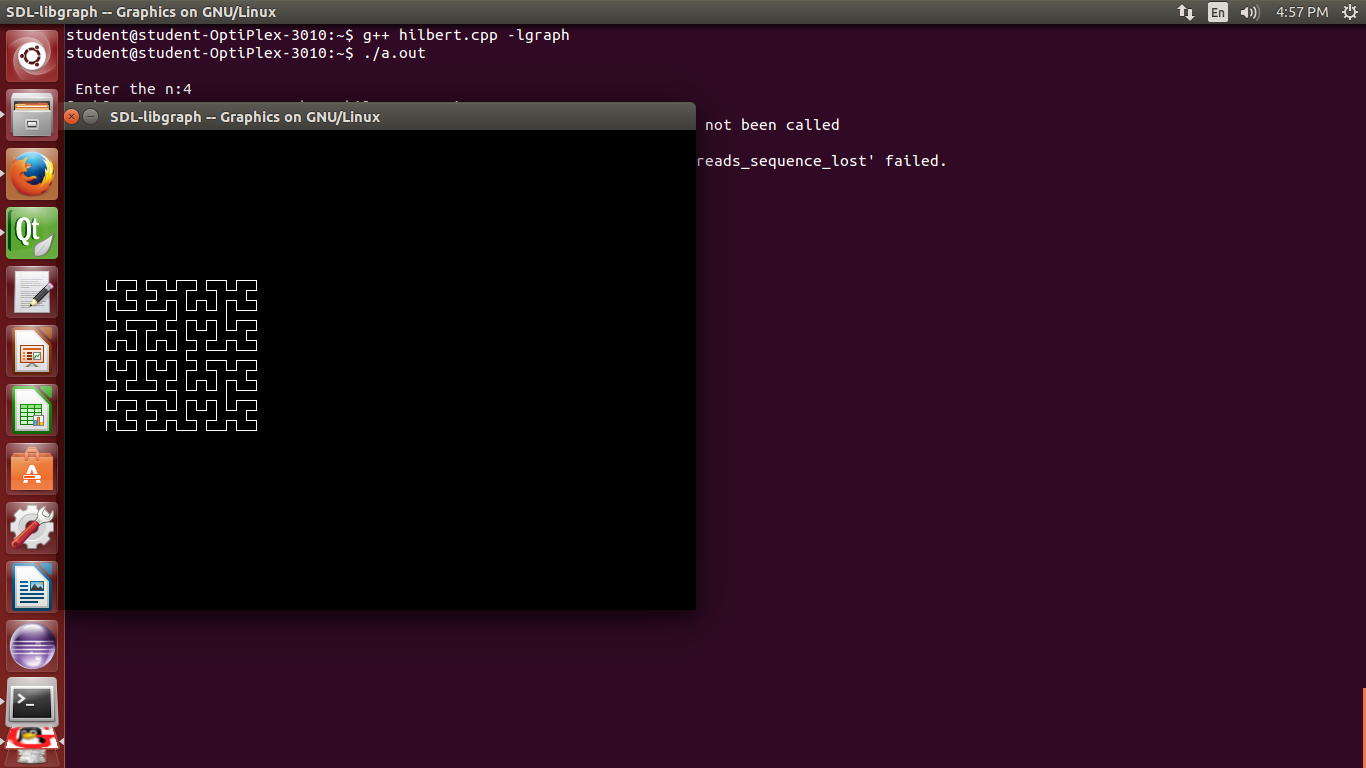 SDL-libgraph -- Graphics on GNU/Linux
En
4:57 PM
student@student-OptiPlex-3010:~$ g++ hilbert.cpp -lgraph
student@student-OptiPlex-3010:~$ ./a.out
Enter the n:4
SDL-libgraph -- Graphics on GNU/Linux
not been called
reads_sequence_lost' failed.
Qt